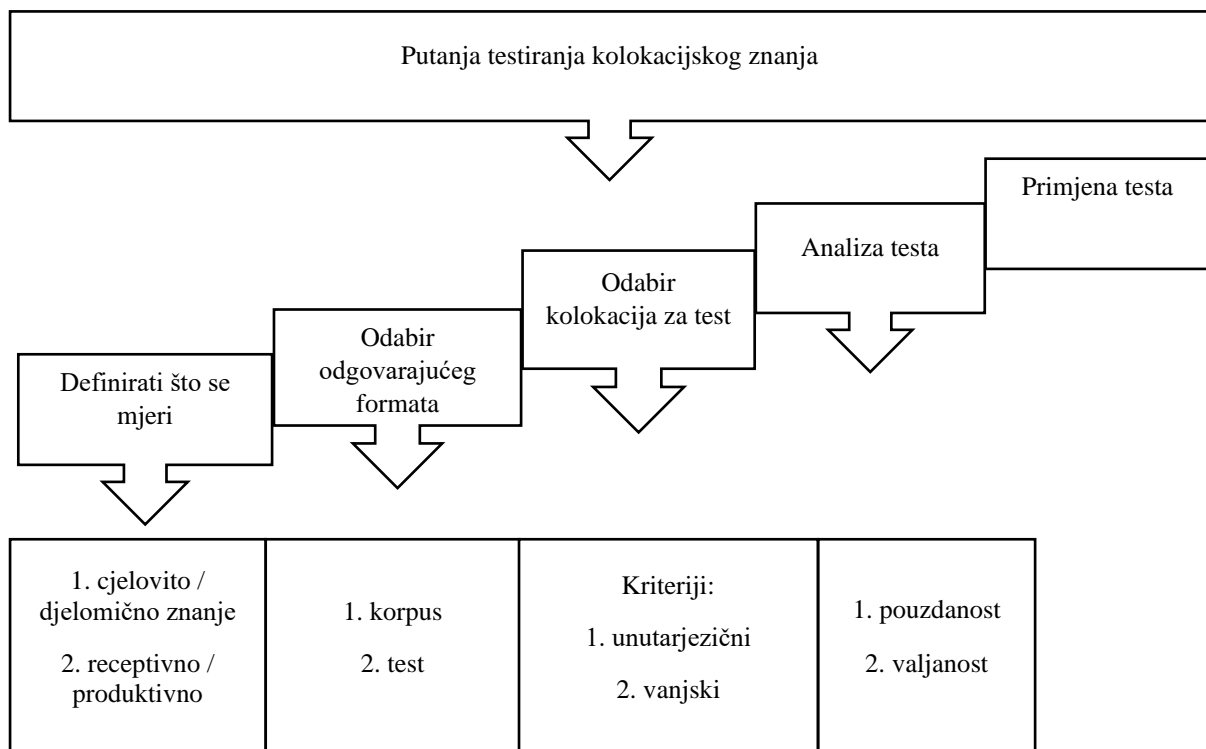 Putanja testiranja kolokacijskog znanja
Primjena testa
Analiza testa
Odabir
kolokacija za test
Odabir
odgovarajućeg
formata
Definirati što se
mjeri
1. cjelovito /
djelomično znanje
2. receptivno /
produktivno
1. korpus
2. test
Kriteriji:
1. unutarjezični
2. vanjski
1. pouzdanost
2. valjanost